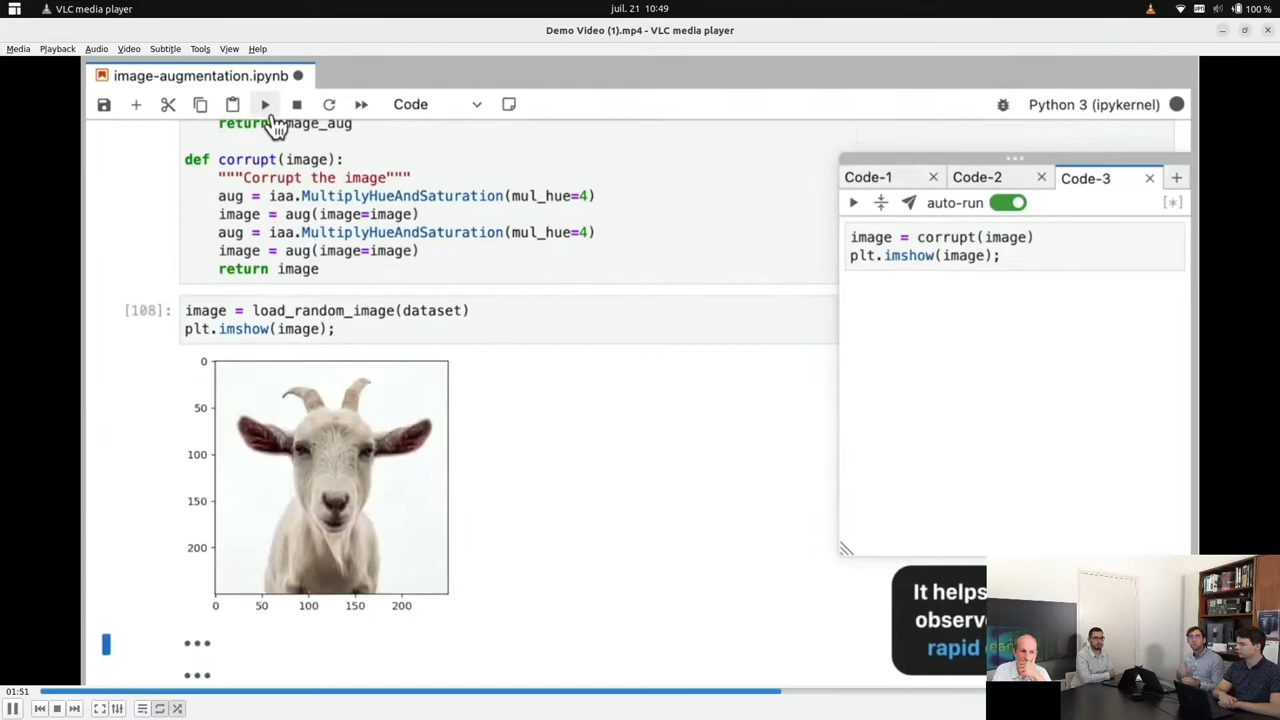 VLC media player
juil. 21 10:49
100 %
Demo Video (1).mp4 - VLC media player
Media Playback Audio Video Subtitle Tools View Help
image-augmentation.ipynb
Code
Python 3 (ipykernel)
return image_aug
def corrupt(image):
"""Corrupt the image"""
aug = iaa.MultiplyHueAndSaturation(mul_hue=4)
image = aug(image=image)
aug = iaa.MultiplyHueAndSaturation(mul_hue=4)
image = aug(image=image)
return image
[108]:
image = load_random_image(dataset)
plt.imshow(image);
0
50
100
150
200
0 50 100 150 200
Code-1 Code-2 Code-3
auto-run
[*]
image = corrupt(image)
plt.imshow(image);
It helps
observe
rapid
01:51